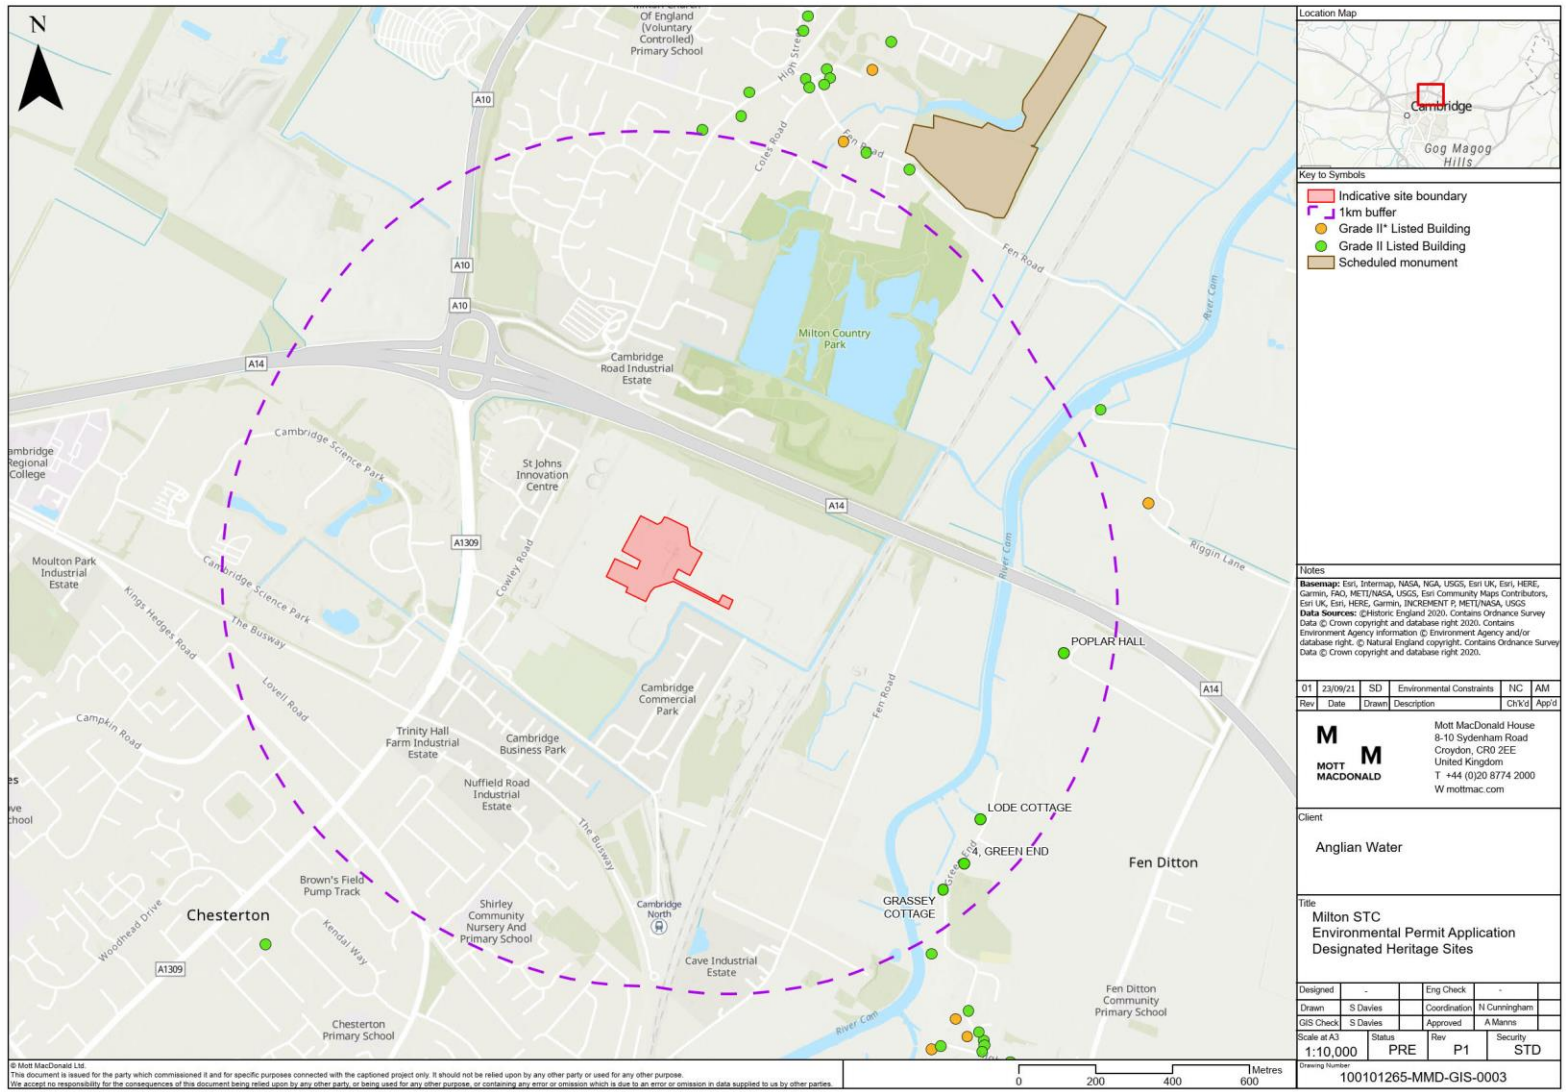 N
Milton Church
Of England
(Voluntary
Controlled)
Primary School
High Street
A10
Coles Road
Fen Road
A10
A10
Fen Road
River Cam
Milton Country
Park
A14
Cambridge
Road Industrial
Estate
Cambridge Science Park
ambridge
Regional
College
St Johns
Innovation
Centre
A14
A1309
Cowley Road
River Cam
Riggin Lane
Moulton Park
Industrial
Estate
Cambridge Science Park
Kings Hedges Road
The Busway
POPLAR HALL
A14
Lovell Road
Cambridge
Commercial
Park
Fen Road
Campkin Road
Trinity Hall
Farm Industrial
Estate
Cambridge
Business Park
es
ove
chool
Nuffield Road
Industrial
Estate
The Busway
LODE COTTAGE
4, GREEN END
Green End
Fen Ditton
Brown's Field
Pump Track
GRASSEY
COTTAGE
Chesterton
Woodhead Drive
Kendal Way
Shirley
Community
Nursery And
Primary School
Cambridge
North
A1309
Cave Industrial
Estate
Fen Ditton
Community
Primary School
River Cam
Chesterton
Primary School
© Mott MacDonald Ltd.
This document is issued for the party which commissioned it and for specific purposes connected with the captioned project only. It should not be relied upon by any other party or used for any other purpose.
We accept no responsibility for the consequences of this document being relied upon by any other party, or being used for any other purpose, or containing any error or omission which is due to an error or omission in data supplied to us by other parties.
Metres
0 200 400 600
Location Map
Cambridge
Gog Magog
Hills
Key to Symbols
Indicative site boundary
1km buffer
Grade II* Listed Building
Grade II Listed Building
Scheduled monument
Notes
Basemap: Esri, Intermap, NASA, NGA, USGS, Esri UK, Esri, HERE,
Garmin, FAO, METI/NASA, USGS, Esri Community Maps Contributors,
Esri UK, Esri, HERE, Garmin, INCREMENT P, METI/NASA, USGS
Data Sources: ©Historic England 2020. Contains Ordnance Survey
Data © Crown copyright and database right 2020. Contains
Environment Agency information © Environment Agency and/or
database right. © Natural England copyright. Contains Ordnance Survey
Data © Crown copyright and database right 2020.
01 23/09/21 SD Environmental Constraints NC AM
Rev Date Drawn Description Ch'k'd App'd
M
M
MOTT
MACDONALD
Mott MacDonald House
8-10 Sydenham Road
Croydon, CR0 2EE
United Kingdom
T +44 (0)20 8774 2000
W mottmac.com
Client
Anglian Water
Title
Milton STC
Environmental Permit Application
Designated Heritage Sites
Designed - Eng Check -
Drawn S Davies Coordination N Cunningham
GIS Check S Davies Approved A Manns
Scale at A3 Status Rev Security
1:10,000 PRE P1 STD
Drawing Number
100101265-MMD-GIS-0003